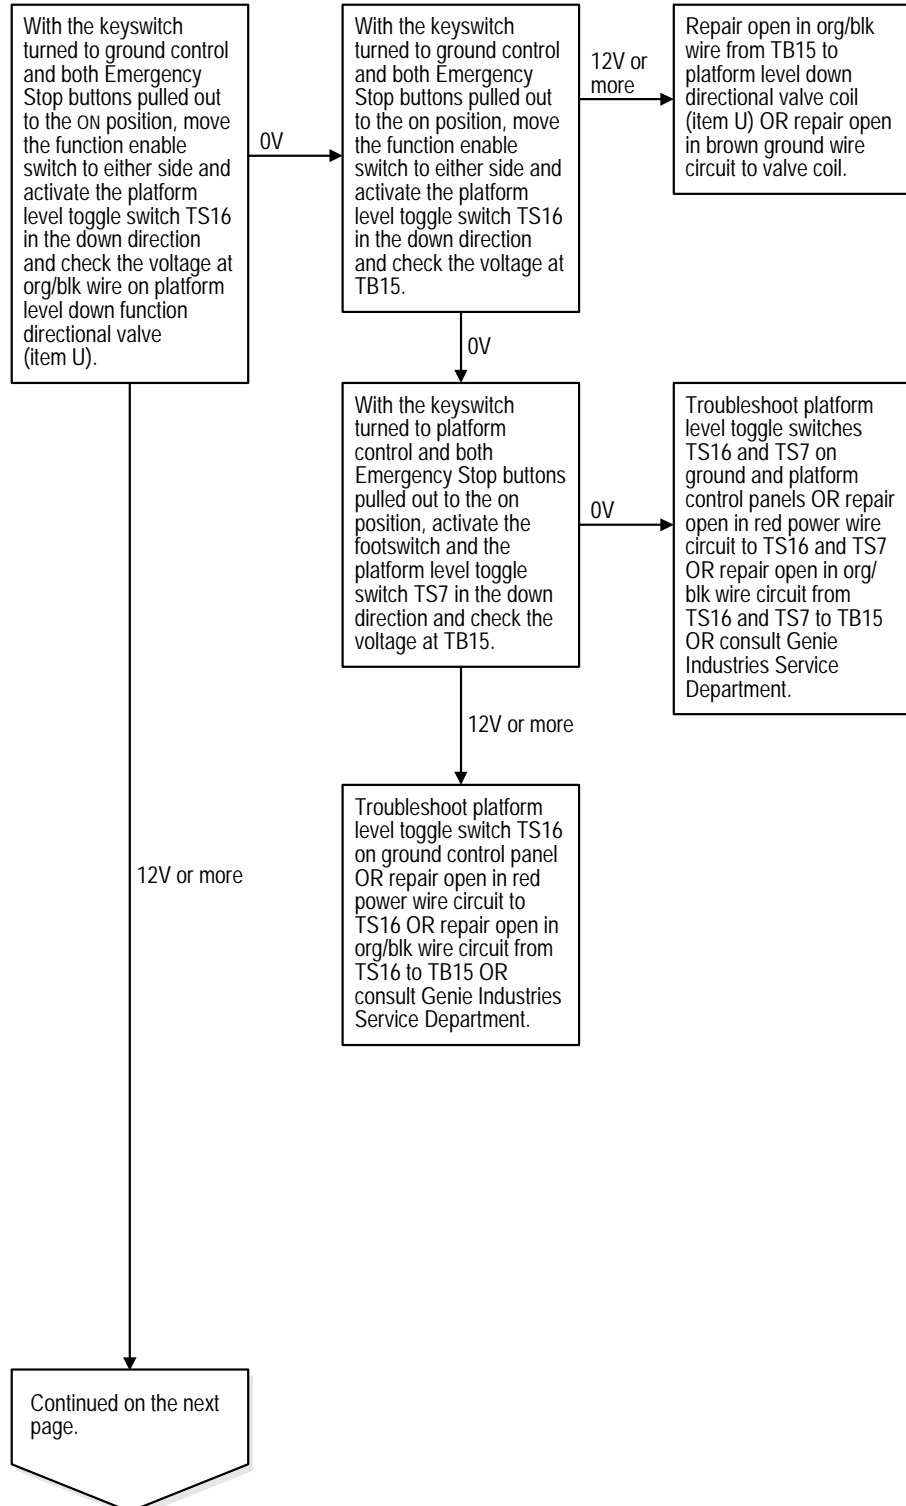 With the keyswitch
turned to ground control
and both Emergency
Stop buttons pulled out
to the ON position, move
the function enable
switch to either side and
activate the platform
level toggle switch TS16
in the down direction
and check the voltage at
org/blk wire on platform
level down function
directional valve
(item U).
0V
With the keyswitch
turned to ground control
and both Emergency
Stop buttons pulled out
to the on position, move
the function enable
switch to either side and
activate the platform
level toggle switch TS16
in the down direction
and check the voltage at
TB15.
12V or
more
Repair open in org/blk
wire from TB15 to
platform level down
directional valve coil
(item U) OR repair open
in brown ground wire
circuit to valve coil.
0V
With the keyswitch
turned to platform
control and both
Emergency Stop buttons
pulled out to the on
position, activate the
footswitch and the
platform level toggle
switch TS7 in the down
direction and check the
voltage at TB15.
0V
Troubleshoot platform
level toggle switches
TS16 and TS7 on
ground and platform
control panels OR repair
open in red power wire
circuit to TS16 and TS7
OR repair open in org/
blk wire circuit from
TS16 and TS7 to TB15
OR consult Genie
Industries Service
Department.
12V or more
Troubleshoot platform
level toggle switch TS16
on ground control panel
OR repair open in red
power wire circuit to
TS16 OR repair open in
org/blk wire circuit from
TS16 to TB15 OR
consult Genie Industries
Service Department.
12V or more
Continued on the next
page.